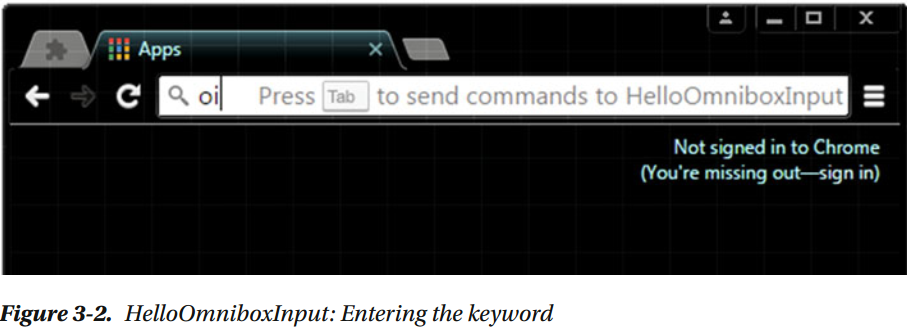 Apps
oi Press Tab to send commands to HelloOmniboxInput
Not signed in to Chrome
(You're missing out—sign in)
Figure 3-2. HelloOmniboxInput: Entering the keyword